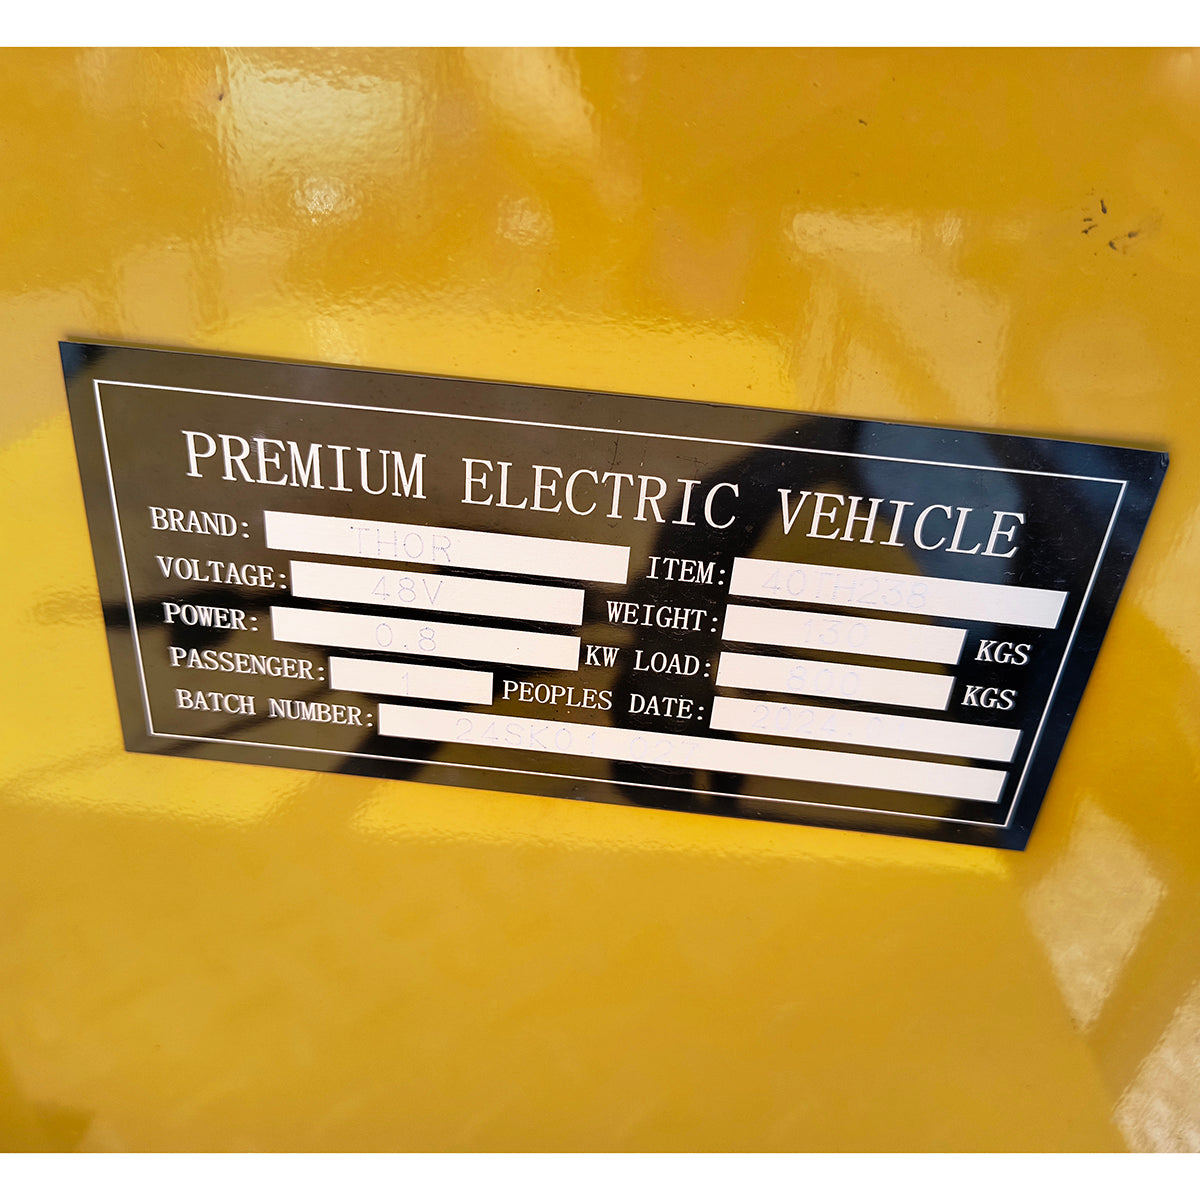 PREMIUM ELECTRIC VEHICLE
BRAND: THOR ITEM: 40TH238
VOLTAGE: 48V WEIGHT: 130 KGS
POWER: 0.8 KW LOAD: 800 KGS
PASSENGER: 1 PEOPLES DATE:
BATCH NUMBER: 24SK01